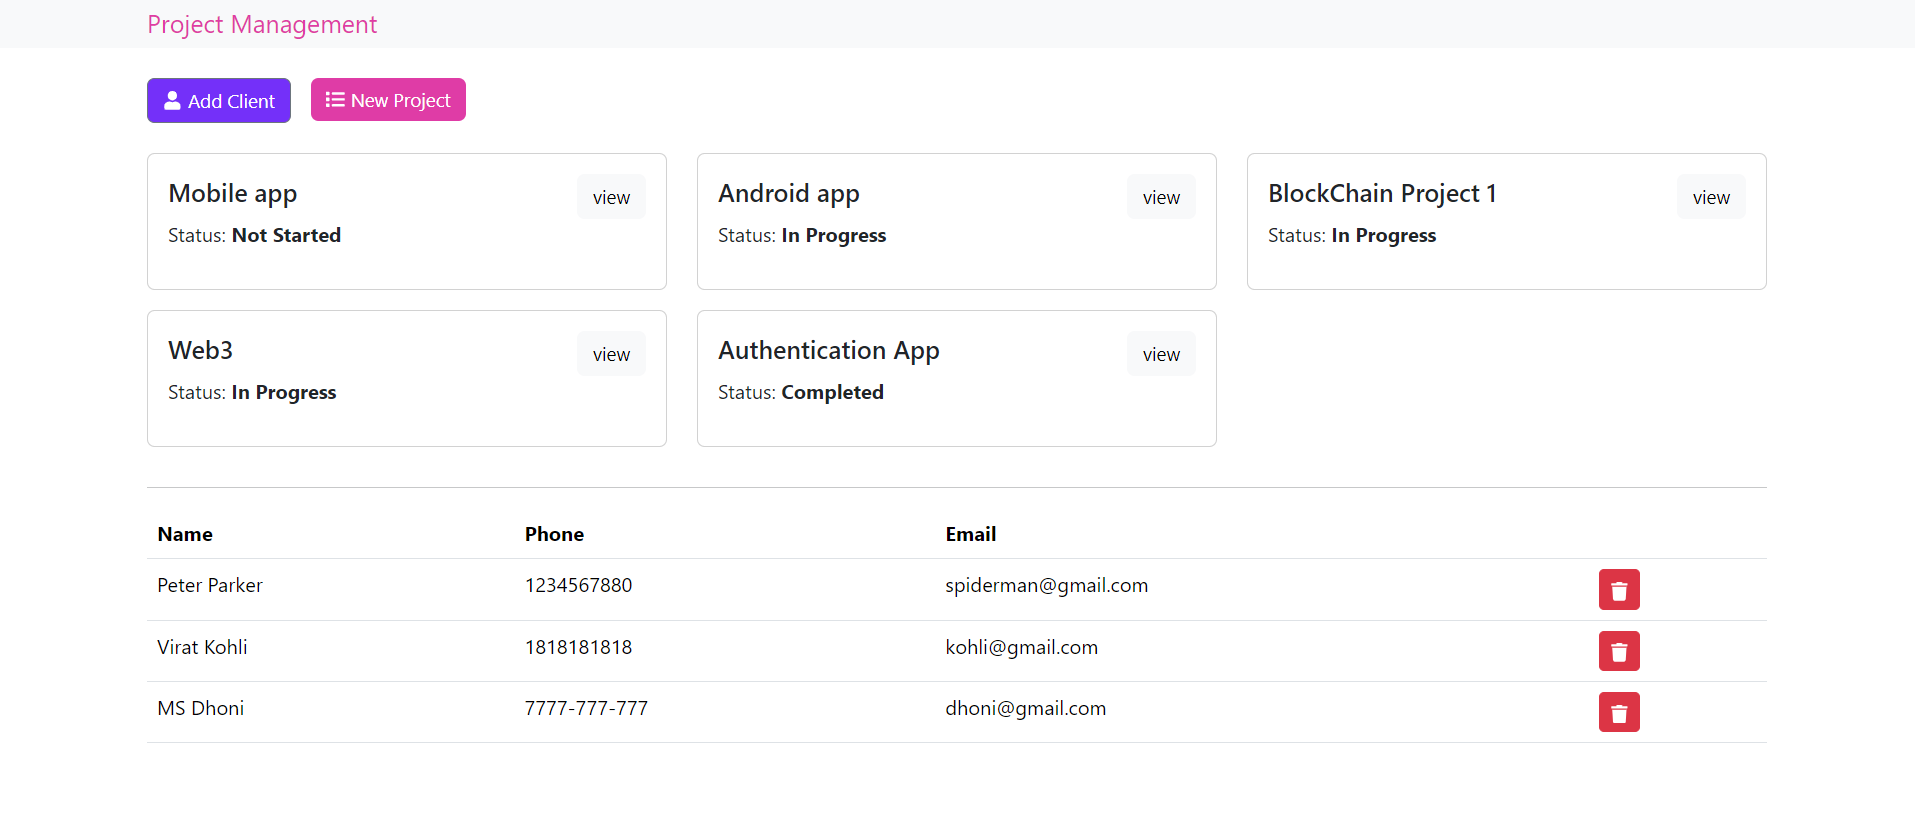 Project Management
Add Client New Project
Mobile app view Android app view BlockChain Project 1 view
Status: Not Started Status: In Progress Status: In Progress
Web3 view Authentication App view
Status: In Progress Status: Completed
Name Phone Email
Peter Parker 1234567880 spiderman@gmail.com
Virat Kohli 1818181818 kohli@gmail.com
MS Dhoni 7777-777-777 dhoni@gmail.com